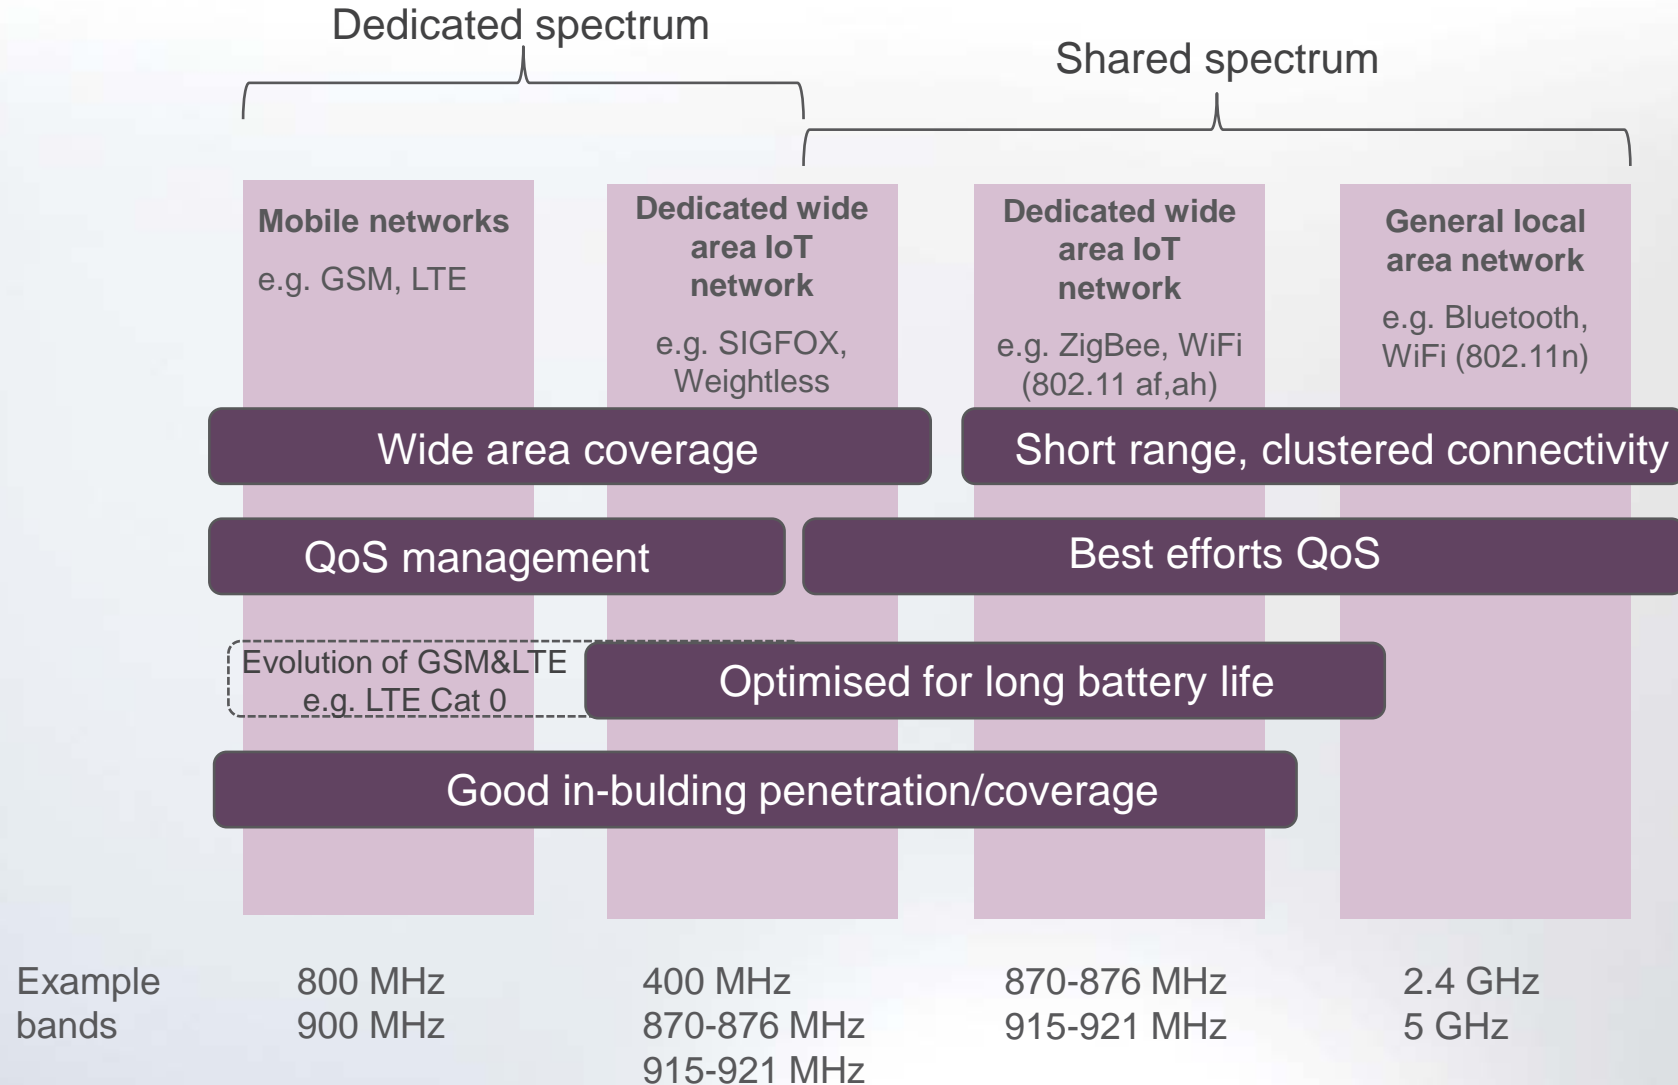 Dedicated spectrum
Shared spectrum
Mobile networks
e.g. GSM, LTE
Dedicated wide
area IoT
network
e.g. SIGFOX,
Weightless
Dedicated wide
area IoT
network
e.g. ZigBee, WiFi
(802.11 af,ah)
General local
area network
e.g. Bluetooth,
WiFi (802.11n)
Wide area coverage
Short range, clustered connectivity
QoS management
Best efforts QoS
Evolution of GSM&LTE
e.g. LTE Cat 0
Optimised for long battery life
Good in-bulding penetration/coverage
Example
bands
800 MHz
900 MHz
400 MHz
870-876 MHz
915-921 MHz
870-876 MHz
915-921 MHz
2.4 GHz
5 GHz